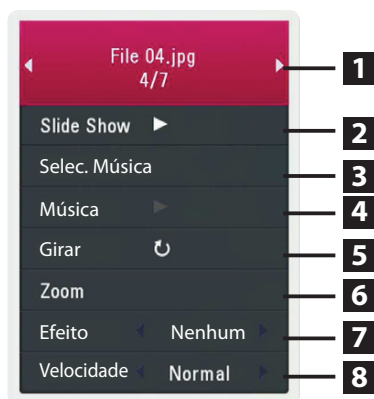 File 04.jpg
4/7
1
Slide Show
2
Selec. Música
3
Música
4
Girar
5
Zoom
6
Efeito Nenhum
7
Velocidade Normal
8